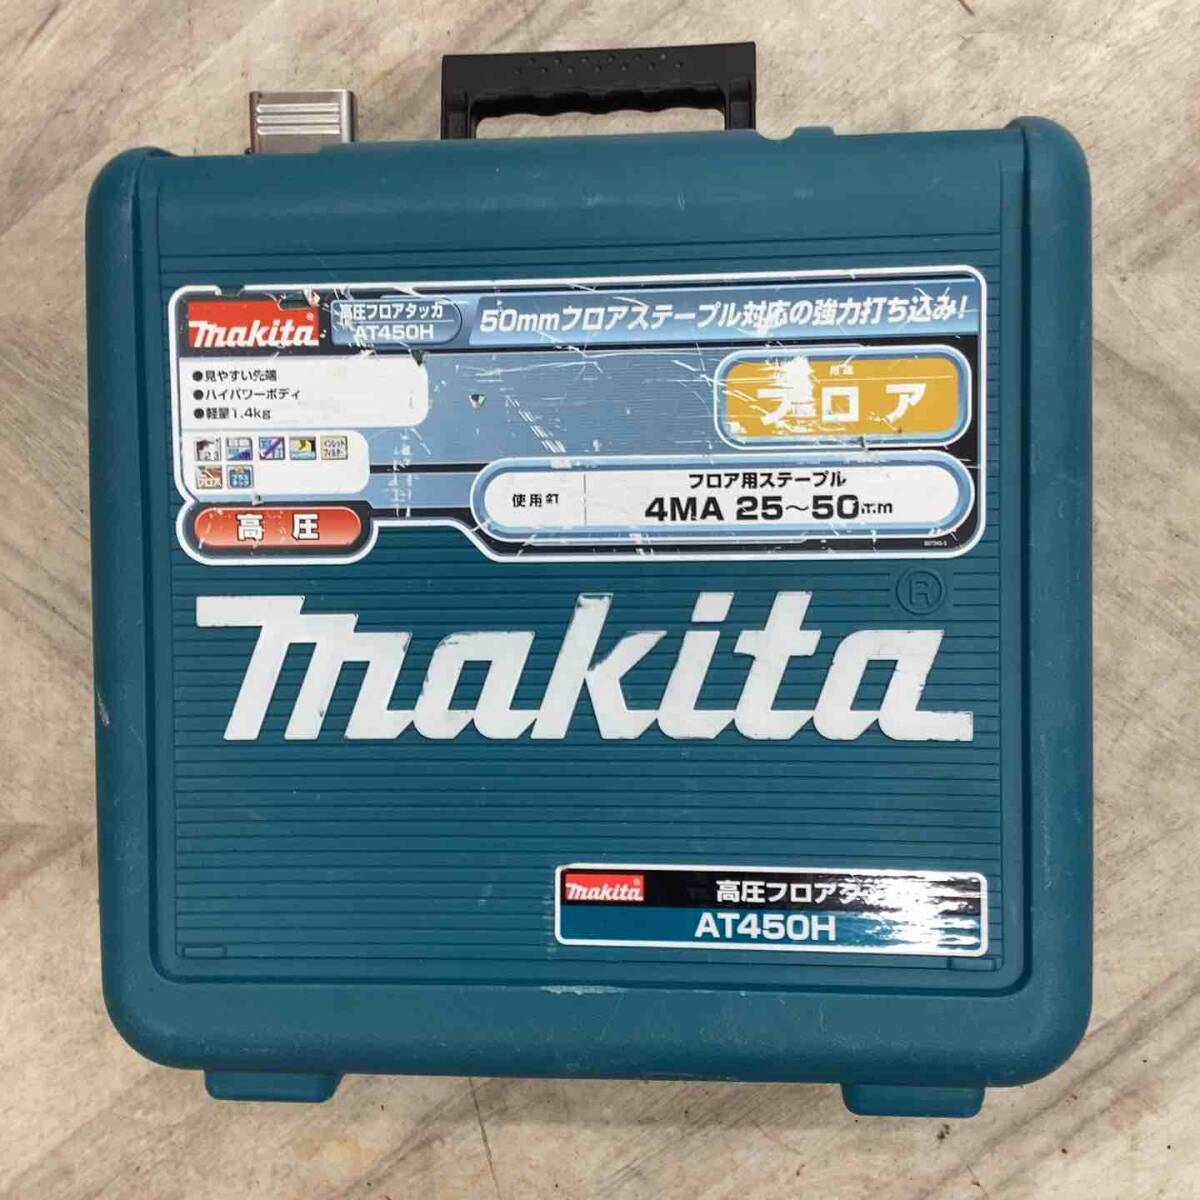 makita®
高圧フロアタッカ
AT450H
50mmフロアステープル対応の強力打ち込み!
●見やすい先端
●ハイパワーボディ
●軽量1.4kg
用途
フロア
高圧
使用釘
フロア用ステープル
4MA 25～50mm
makita®
makita®
高圧フロアタッ
AT450H